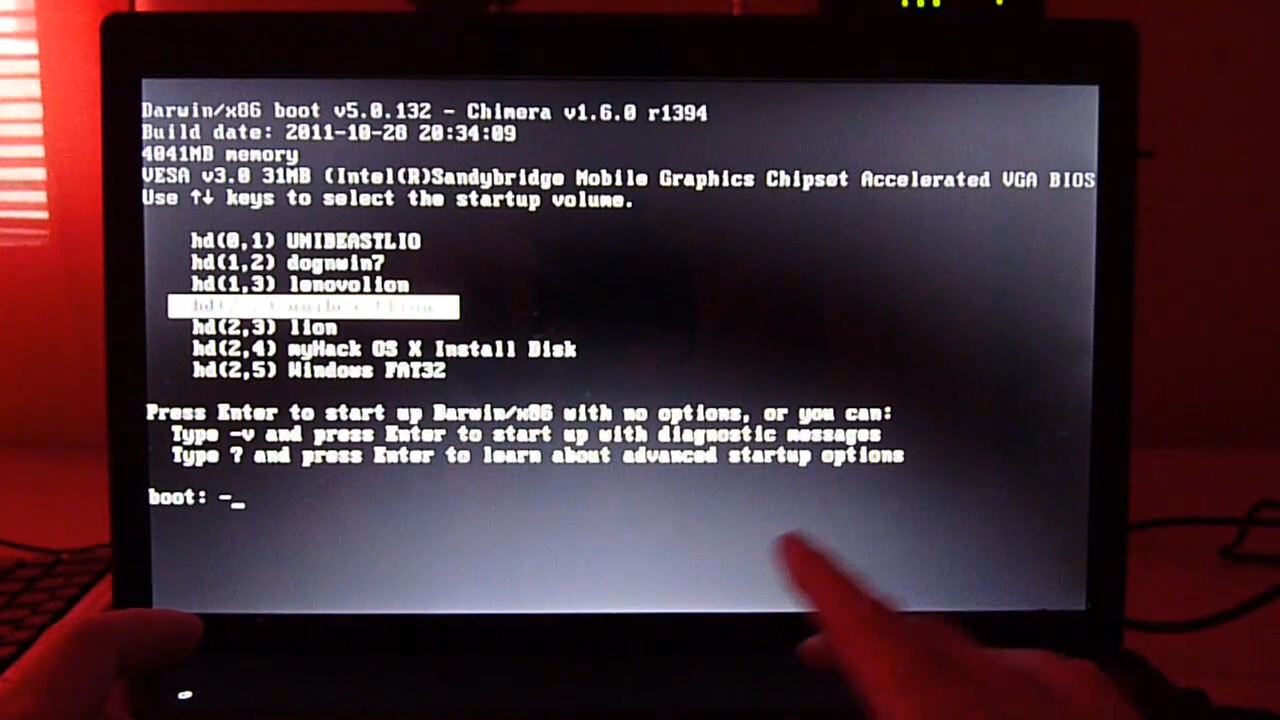 Darwin/x86 boot v5.0.132 - Chimera v1.6.0 r1394
Build date: 2011-10-28 20:34:09
4041MB memory
VESA v3.0 31MB (Intel(R)Sandybridge Mobile Graphics Chipset Accelerated VGA BIOS
Use ↑↓ keys to select the startup volume.
hd(0,1) UNIBEASTLIO
hd(1,2) dognwin7
hd(1,3) lenovolion
hd(2,3) lion
hd(2,4) myHack OS X Install Disk
hd(2,5) Windows FAT32
Press Enter to start up Darwin/x86 with no options, or you can:
Type -v and press Enter to start up with diagnostic messages
Type ? and press Enter to learn about advanced startup options
boot: -_